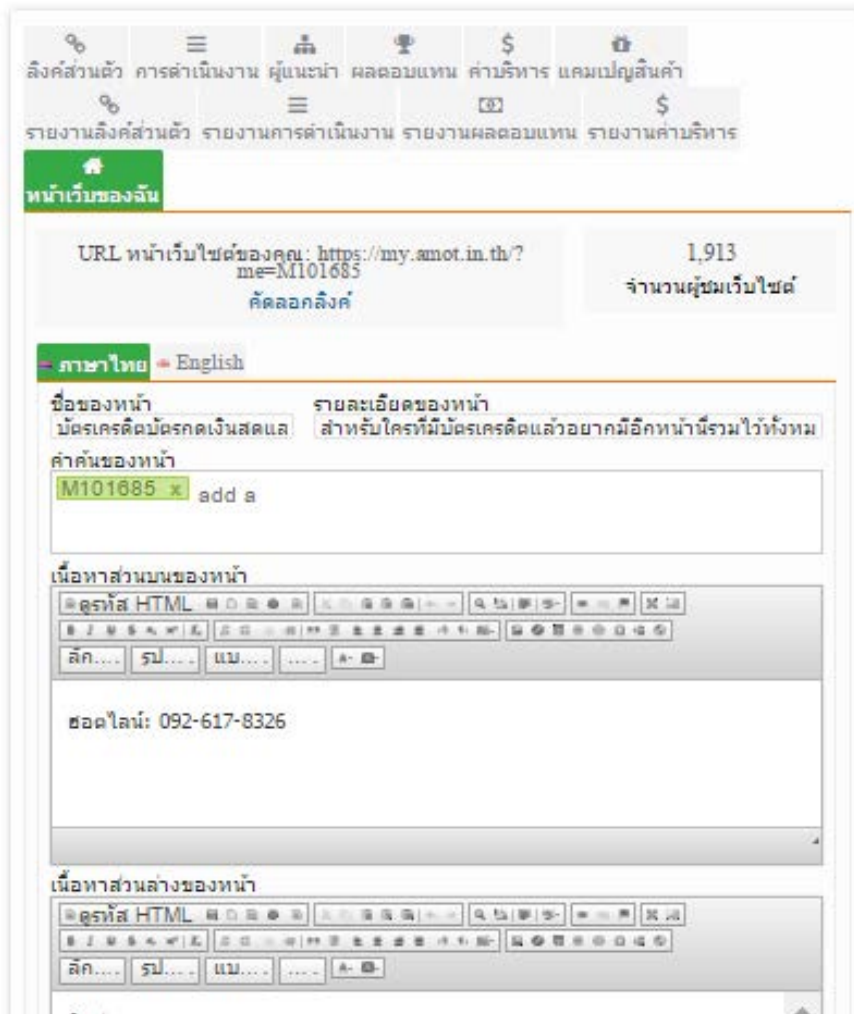 ลิงค์ส่วนตัว การดำเนินงาน ผู้แนะนำ ผลตอบแทน ค่าบริหาร แคมเปญสินค้า
รายงานลิงค์ส่วนตัว รายงานการดำเนินงาน รายงานผลตอบแทน รายงานค่าบริหาร
หน้าเว็บของฉัน
URL หน้าเว็บไซต์ของคุณ: https://my.amot.in.th/?
me=M101685
คัดลอกลิงค์
1,913
จำนวนผู้ชมเว็บไซต์
ภาษาไทย English
ชื่อของหน้า รายละเอียดของหน้า
บัตรเครดิตบัตรกดเงินสดแล สำหรับใครที่มีบัตรเครดิตแล้วอยากมีอีกหน้านี้รวมไว้ทั้งหม
คำค้นของหน้า
M101685 x add a
เนื้อหาส่วนบนของหน้า
ดูรหัส HTML
ลัก.... รูป.... แบ.... ....
ฮอตไลน์: 092-617-8326
เนื้อหาส่วนล่างของหน้า
ดูรหัส HTML
ลัก.... รูป.... แบ.... ....